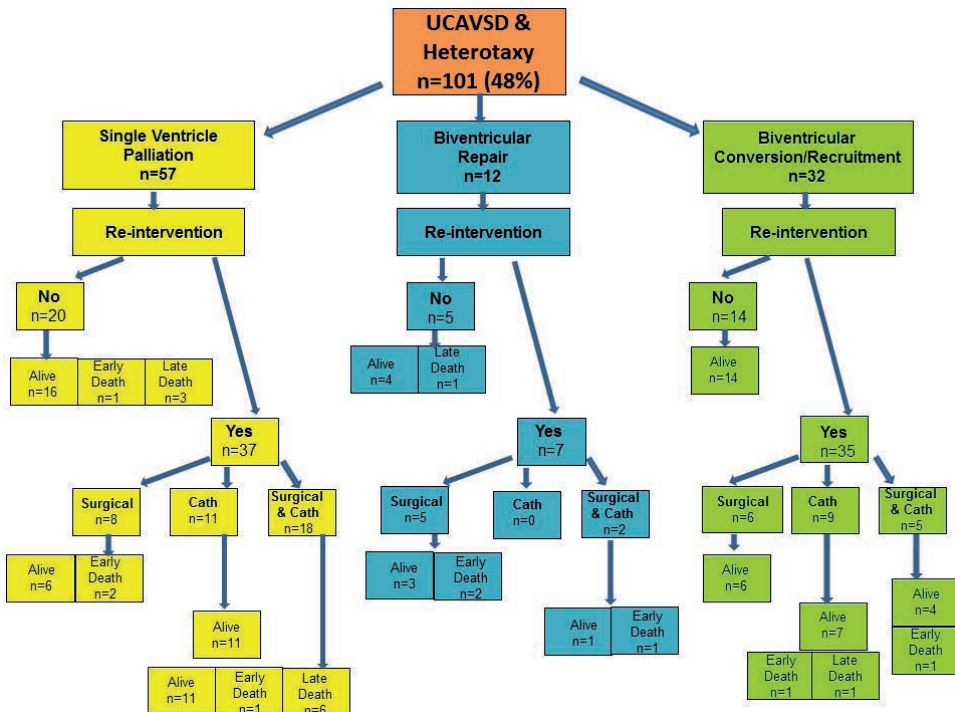 UCAVSD &
Heterotaxy
n=101 (48%)
Single Ventricle
Palliation
n=57
Biventricular
Repair
n=12
Biventricular
Conversion/Recruitment
n=32
Re-intervention
Re-intervention
Re-intervention
No
n=20
No
n=5
No
n=14
Alive
n=16
Early
Death
n=1
Late
Death
n=3
Alive
n=4
Late
Death
n=1
Alive
n=14
Yes
n=37
Yes
n=7
Yes
n=35
Surgical
n=8
Cath
n=11
Surgical
& Cath
n=18
Surgical
n=5
Cath
n=0
Surgical
& Cath
n=2
Surgical
n=6
Cath
n=9
Surgical
& Cath
n=5
Alive
n=6
Early
Death
n=2
Alive
n=3
Early
Death
n=2
Alive
n=6
Alive
n=11
Alive
n=1
Early
Death
n=1
Alive
n=7
Alive
n=4
Early
Death
n=1
Alive
n=11
Early
Death
n=1
Late
Death
n=6
Early
Death
n=1
Late
Death
n=1